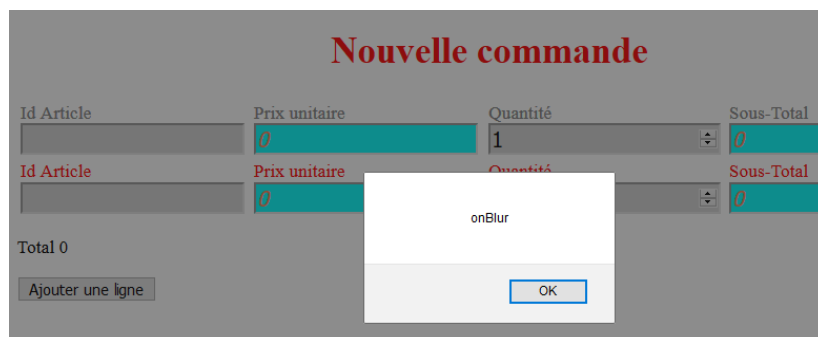 Nouvelle commande
Id Article Prix unitaire Quantité Sous-Total
0 1 0
Id Article Prix unitaire Quantité Sous-Total
0 0
onBlur
Total 0
Ajouter une ligne OK